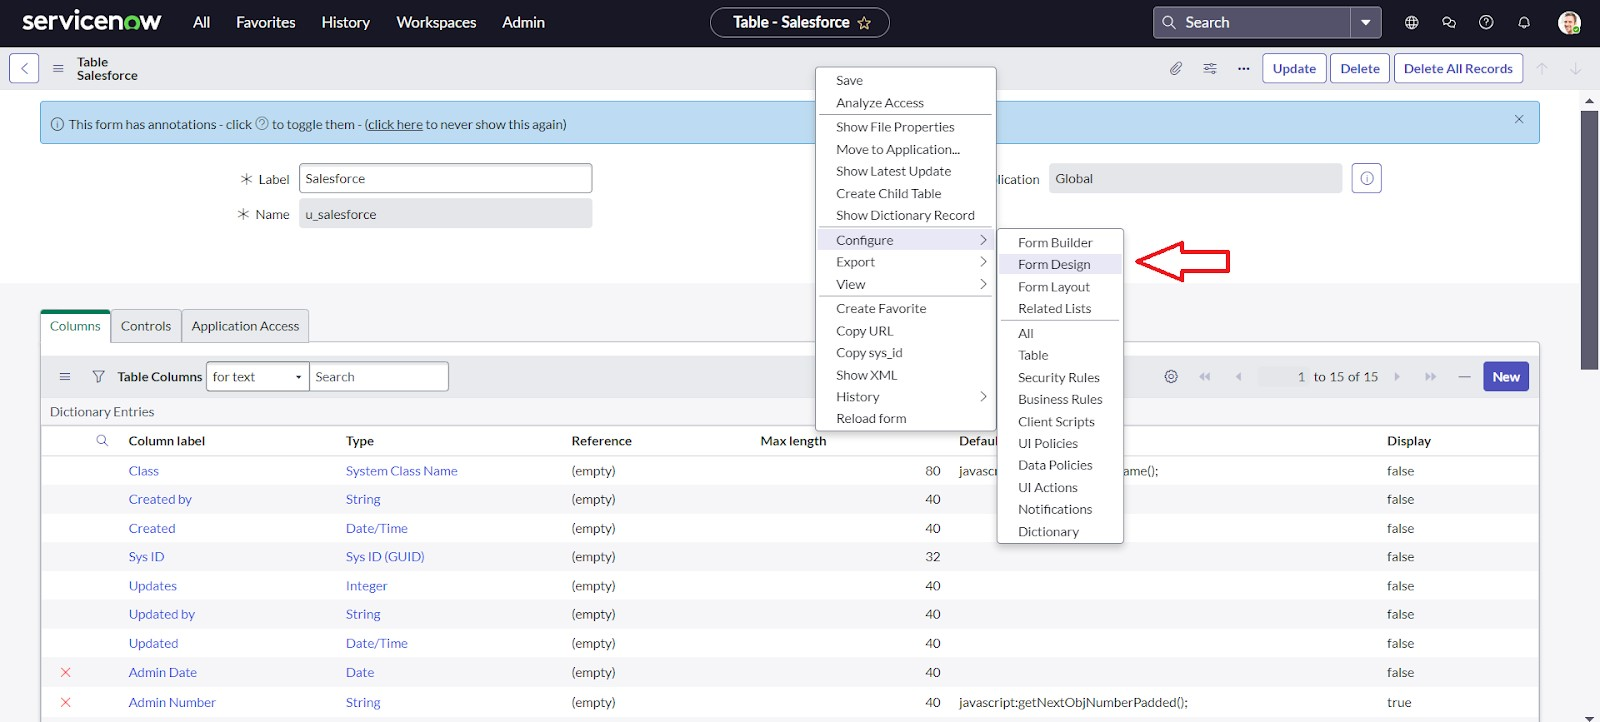 servicenow All Favorites History Workspaces Admin Table - Salesforce Search
Table
Salesforce
Update Delete Delete All Records
This form has annotations - click ? to toggle them - (click here to never show this again)
Label Salesforce
Name u_salesforce
lication Global
Save
Analyze Access
Show File Properties
Move to Application...
Show Latest Update
Create Child Table
Show Dictionary Record
Configure
Export
View
Create Favorite
Copy URL
Copy sys_id
Show XML
History
Reload form
Form Builder
Form Design
Form Layout
Related Lists
All
Table
Security Rules
Business Rules
Client Scripts
UI Policies
Data Policies
UI Actions
Notifications
Dictionary
Columns Controls Application Access
Table Columns for text Search 1 to 15 of 15 New
Dictionary Entries
Column label Type Reference Max length Defau Display
Class System Class Name (empty) 80 javascr ame(); false
Created by String (empty) 40 false
Created Date/Time (empty) 40 false
Sys ID Sys ID (GUID) (empty) 32 false
Updates Integer (empty) 40 false
Updated by String (empty) 40 false
Updated Date/Time (empty) 40 false
Admin Date Date (empty) 40 false
Admin Number String (empty) 40 javascript:getNextObjNumberPadded(); true